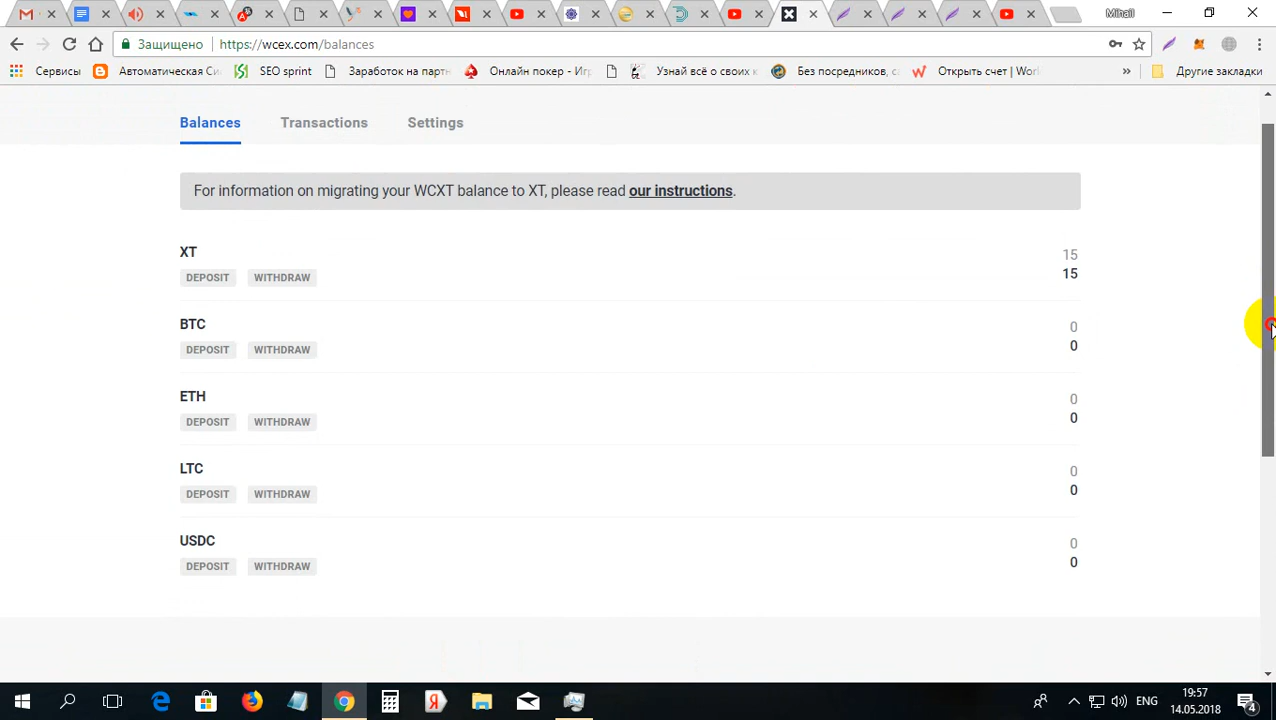 Mihail
Защищено https://wcex.com/balances
Сервисы Автоматическая Си SEO sprint Заработок на партн Онлайн покер - Иг Узнай всё о своих к Без посредников, с Открыть счет | Wor » Другие закладки
Balances Transactions Settings
For information on migrating your WCXT balance to XT, please read our instructions.
XT
15
DEPOSIT WITHDRAW
15
BTC
0
DEPOSIT WITHDRAW
0
ETH
0
DEPOSIT WITHDRAW
0
LTC
0
DEPOSIT WITHDRAW
0
USDC
0
DEPOSIT WITHDRAW
0
ENG
19:57
14.05.2018
4